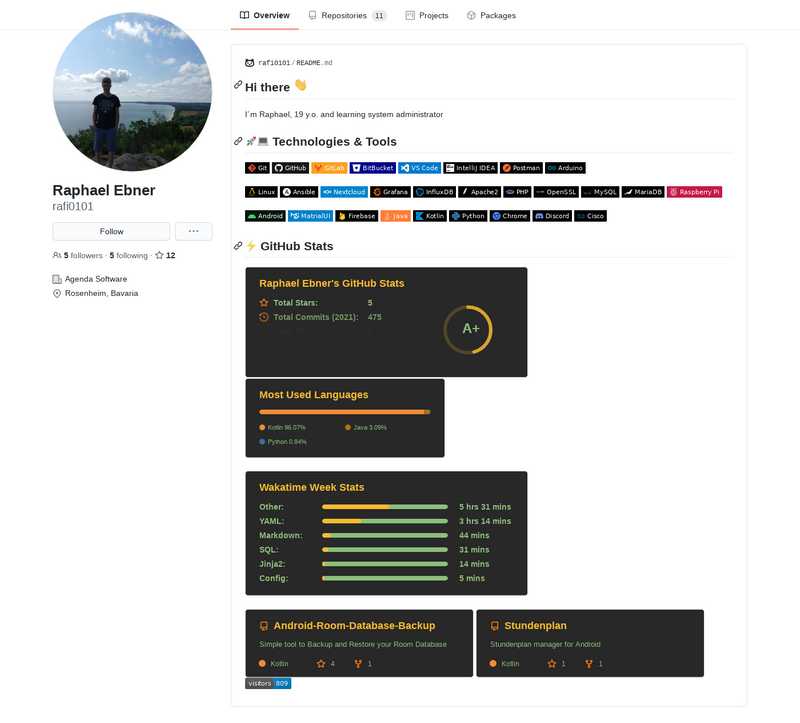 Overview Repositories 11 Projects Packages
rafi0101/README.md
Hi there 👋
I`m Raphael, 19 y.o. and learning system administrator
🚀💻 Technologies & Tools
Git GitHub GitLab BitBucket VS Code IntelliJ IDEA Postman Arduino
Linux Ansible Nextcloud Grafana InfluxDB Apache2 PHP OpenSSL MySQL MariaDB Raspberry Pi
Android MatrialUI Firebase Java Kotlin Python Chrome Discord Cisco
Raphael Ebner
rafi0101
Follow ...
5 followers · 5 following · 12
Agenda Software
Rosenheim, Bavaria
⚡ GitHub Stats
Raphael Ebner's GitHub Stats
Total Stars: 5
Total Commits (2021): 475
A+
Most Used Languages
Kotlin 96.07% Java 3.09%
Python 0.84%
Wakatime Week Stats
Other: 5 hrs 31 mins
YAML: 3 hrs 14 mins
Markdown: 44 mins
SQL: 31 mins
Jinja2: 14 mins
Config: 5 mins
Android-Room-Database-Backup
Simple tool to Backup and Restore your Room Database
Kotlin 4 1
Stundenplan
Stundenplan manager for Android
Kotlin 1 1
visitors 809